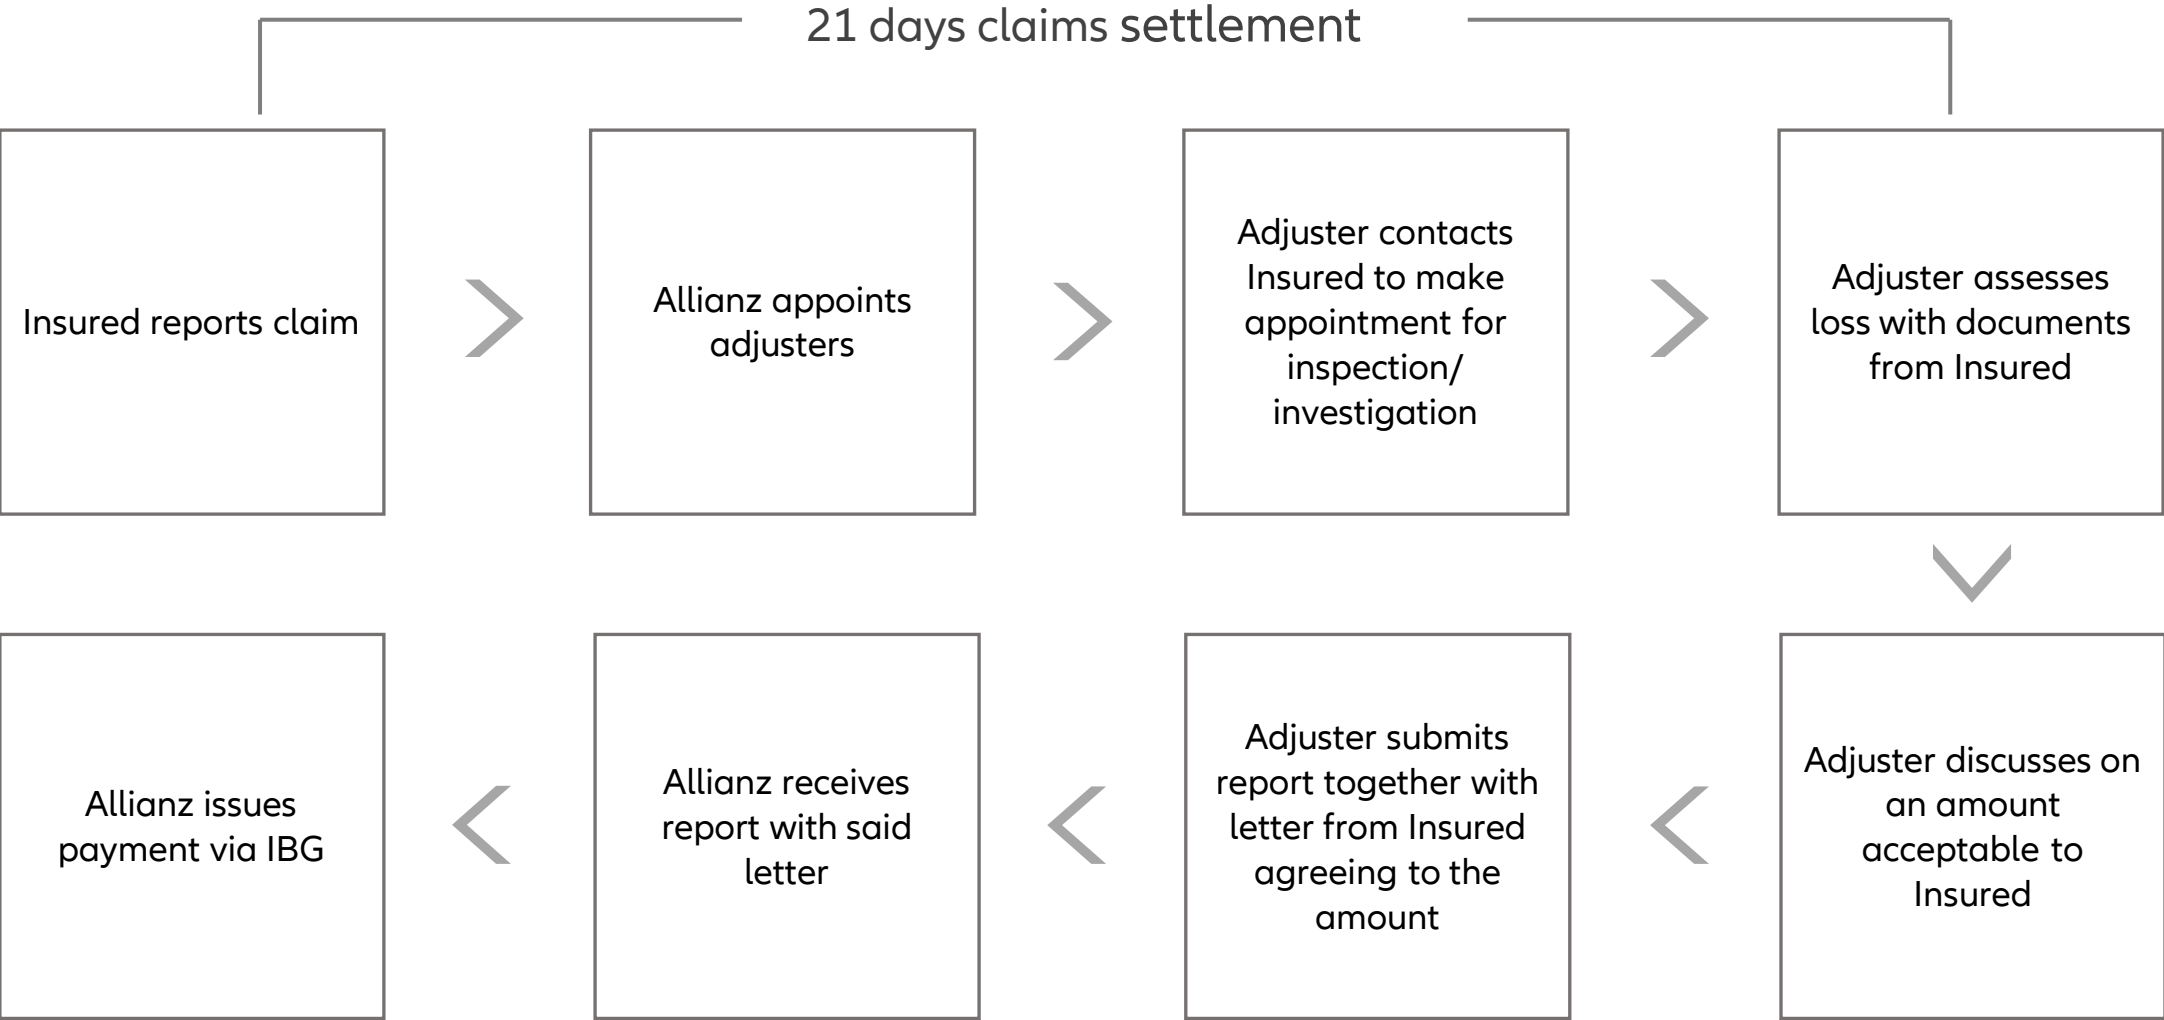 21 days claims settlement
Insured reports claim
Allianz appoints
adjusters
Adjuster contacts
Insured to make
appointment for
inspection/
investigation
Adjuster assesses
loss with documents
from Insured
Adjuster discusses on
an amount
acceptable to
Insured
Adjuster submits
report together with
letter from Insured
agreeing to the
amount
Allianz receives
report with said
letter
Allianz issues
payment via IBG